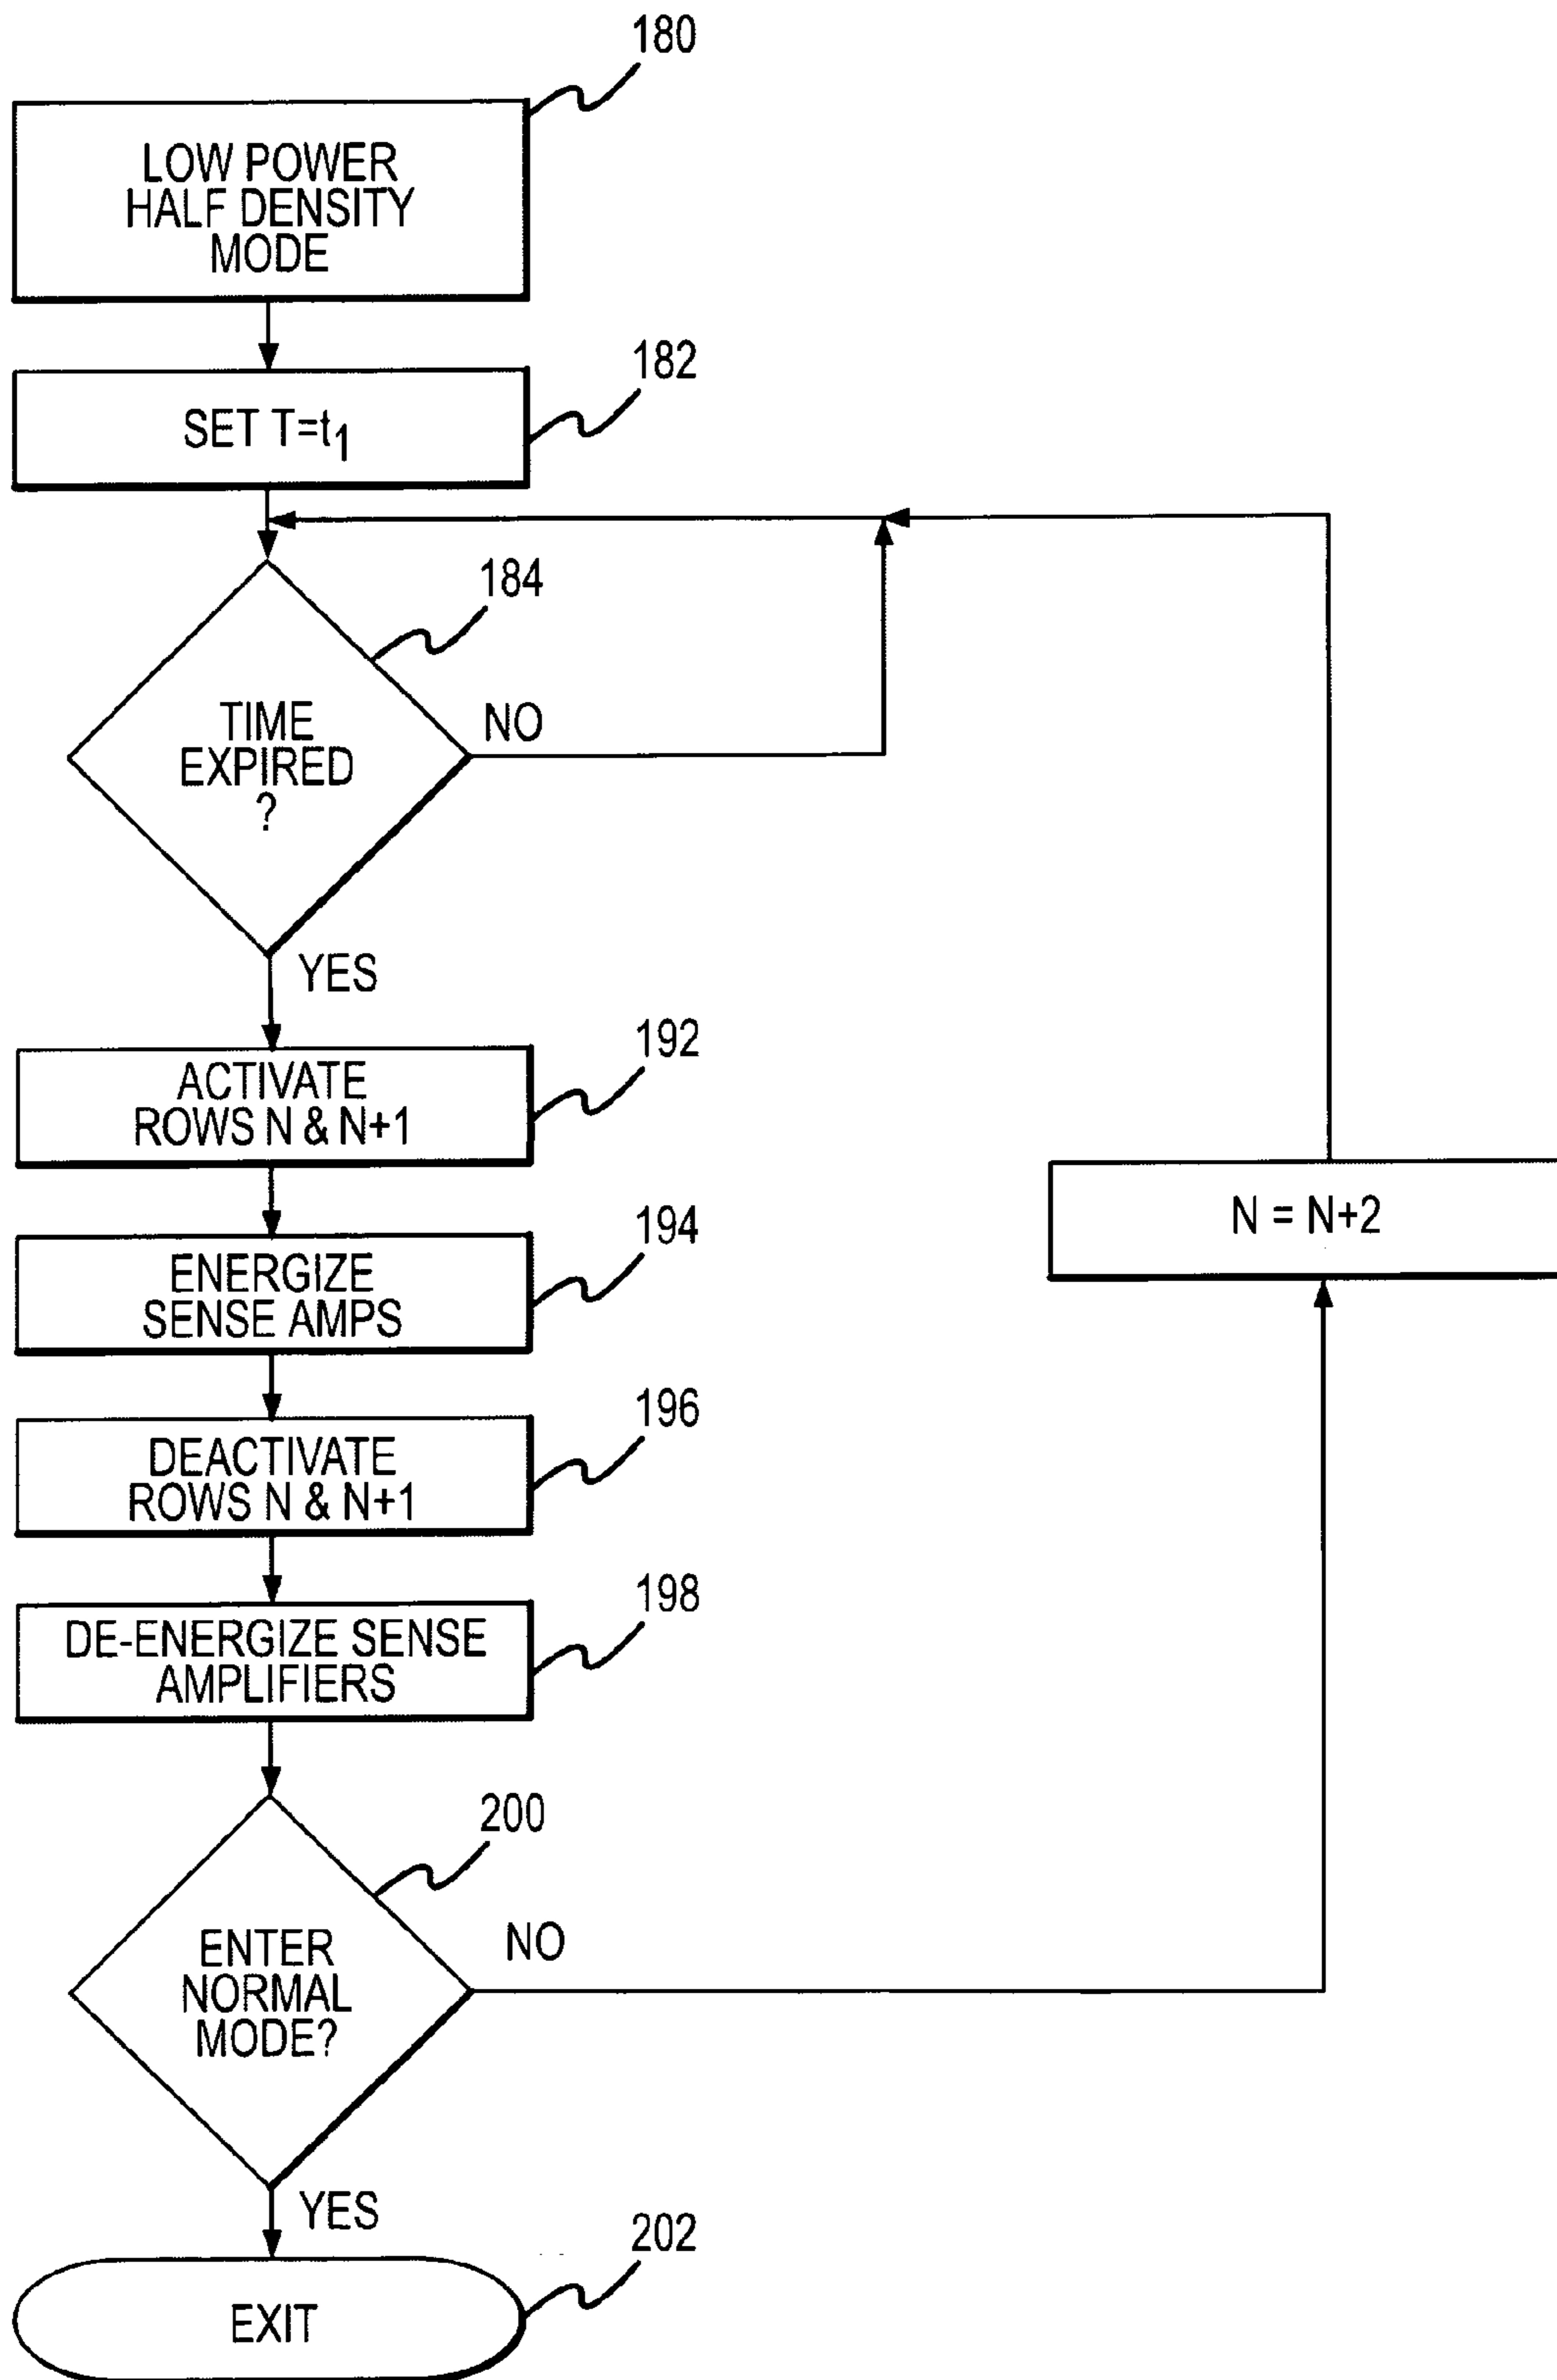 180
LOW POWER
HALF DENSITY
MODE
182
SET T=t1
184
TIME
EXPIRED
?
NO
YES
192
ACTIVATE
ROWS N & N+1
N = N+2
194
ENERGIZE
SENSE AMPS
196
DEACTIVATE
ROWS N & N+1
198
DE-ENERGIZE SENSE
AMPLIFIERS
200
ENTER
NORMAL
MODE?
NO
YES
202
EXIT